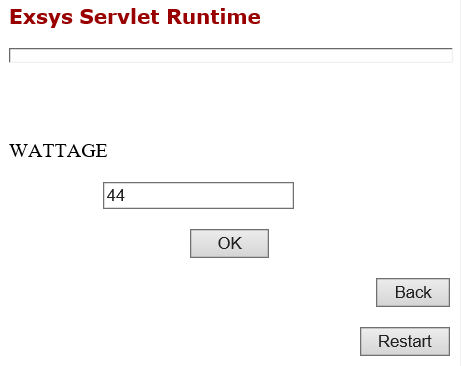 Exsys Servlet Runtime
WATTAGE
44
OK
Back
Restart